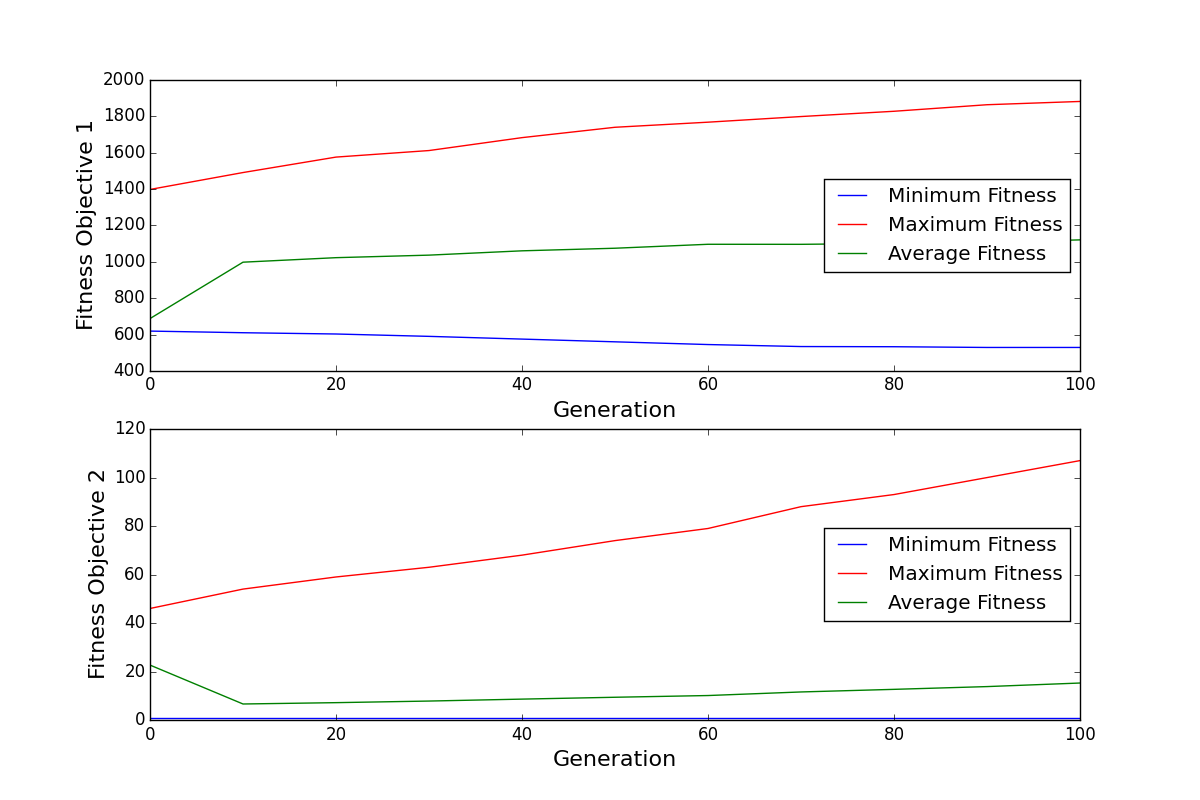 2000
1800
1600
1400
1200
1000
800
600
400
Fitness Objective 1
Minimum Fitness
Maximum Fitness
Average Fitness
0 20 40 60 80 100
Generation
120
100
80
60
40
20
0
Fitness Objective 2
Minimum Fitness
Maximum Fitness
Average Fitness
0 20 40 60 80 100
Generation